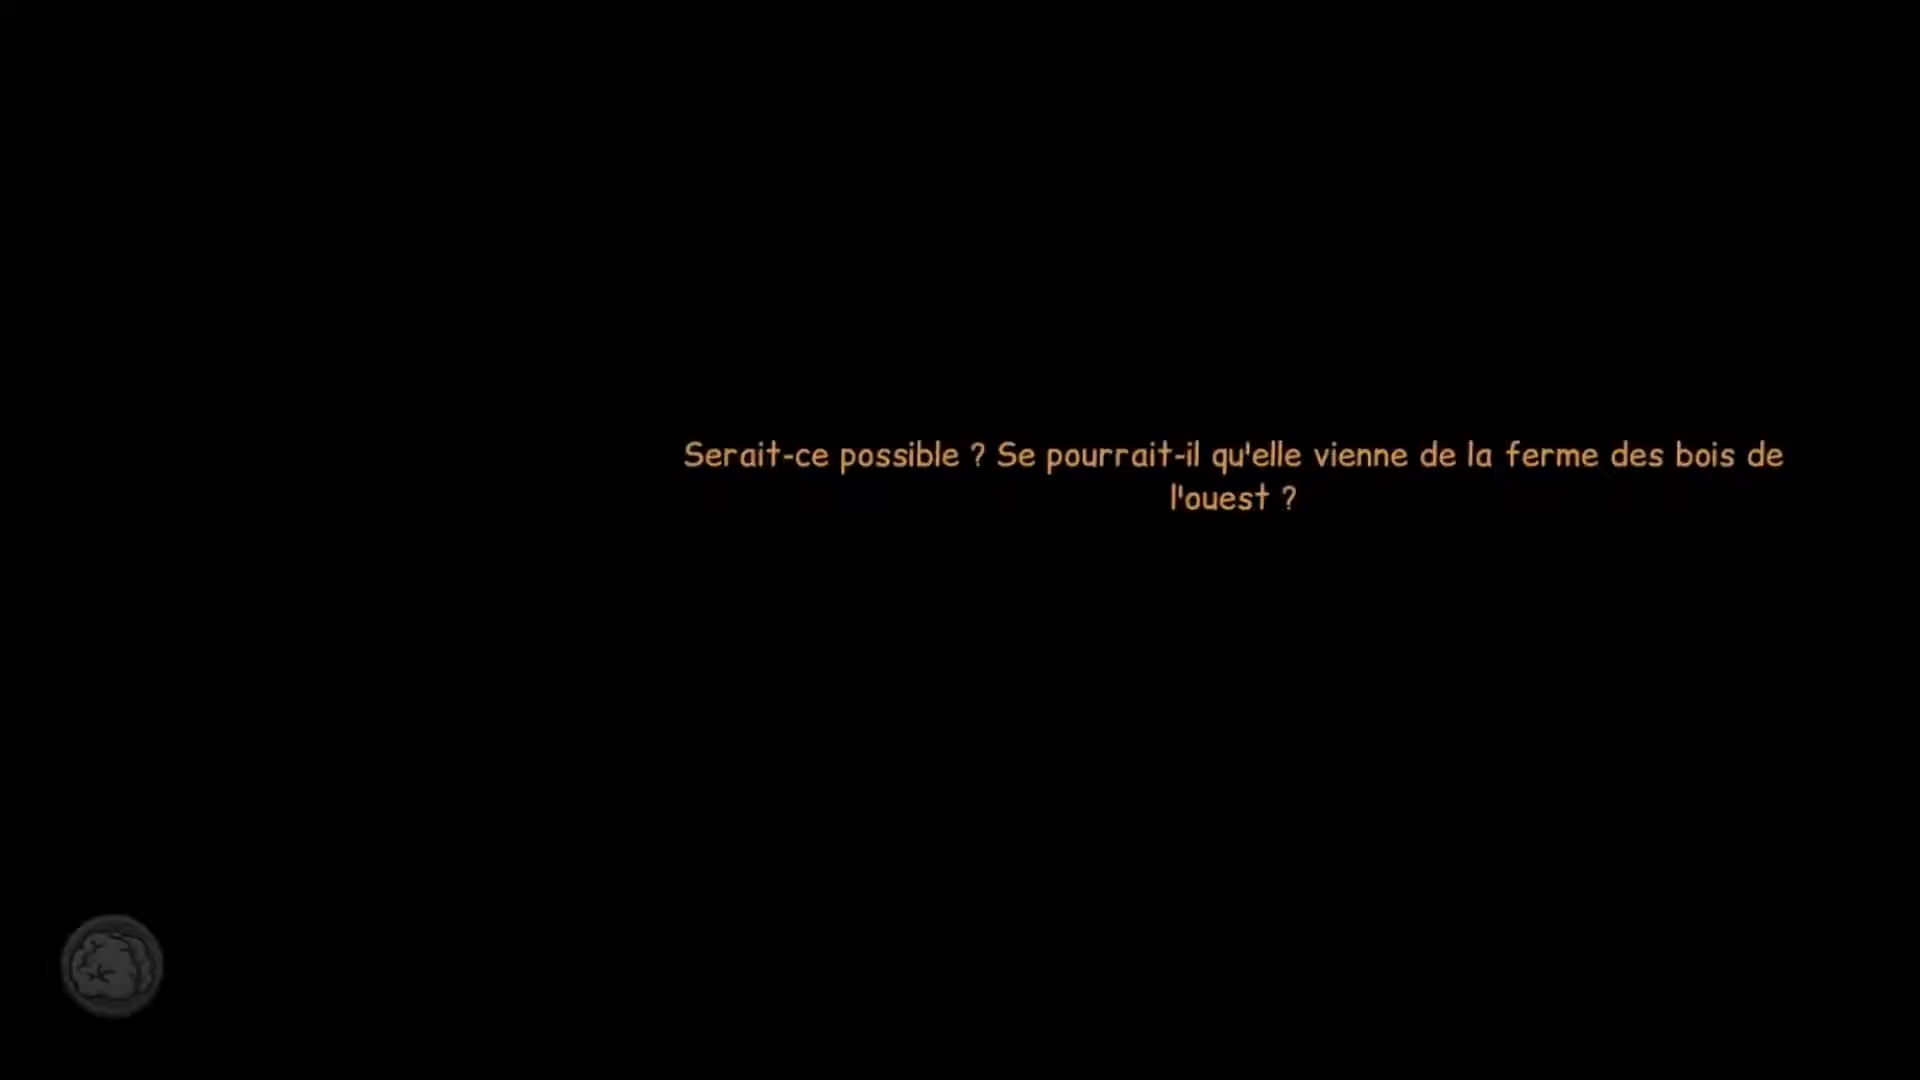 Serait-ce possible ? Se pourrait-il qu'elle vienne de la ferme des bois de
l'ouest ?